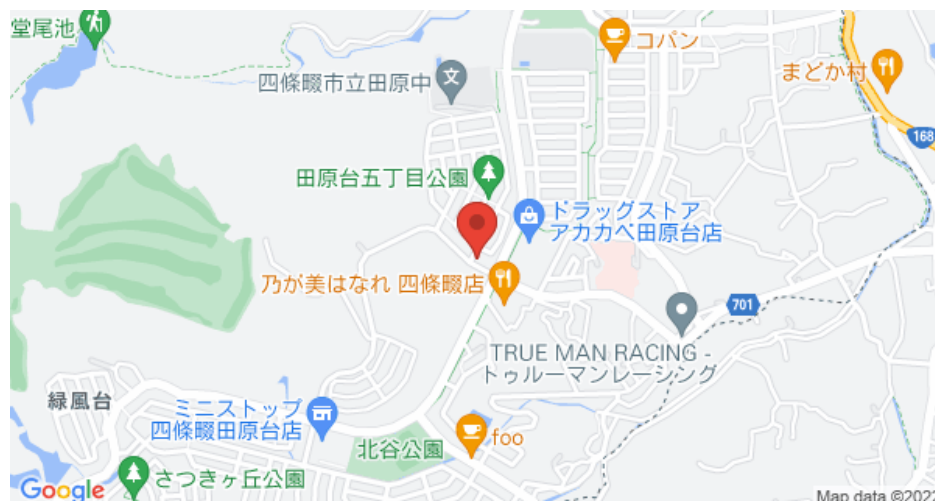 堂尾池
コパン
まどか村
四條畷市立田原中
文
168
田原台五丁目公園
ドラッグストア
アカカベ田原台店
乃が美はなれ 四條畷店
701
TRUE MAN RACING -
トゥルーマンレーシング
緑風台
ミニストップ
四條畷田原台店
北谷公園
foo
さつきヶ丘公園
Google
Map data ©202